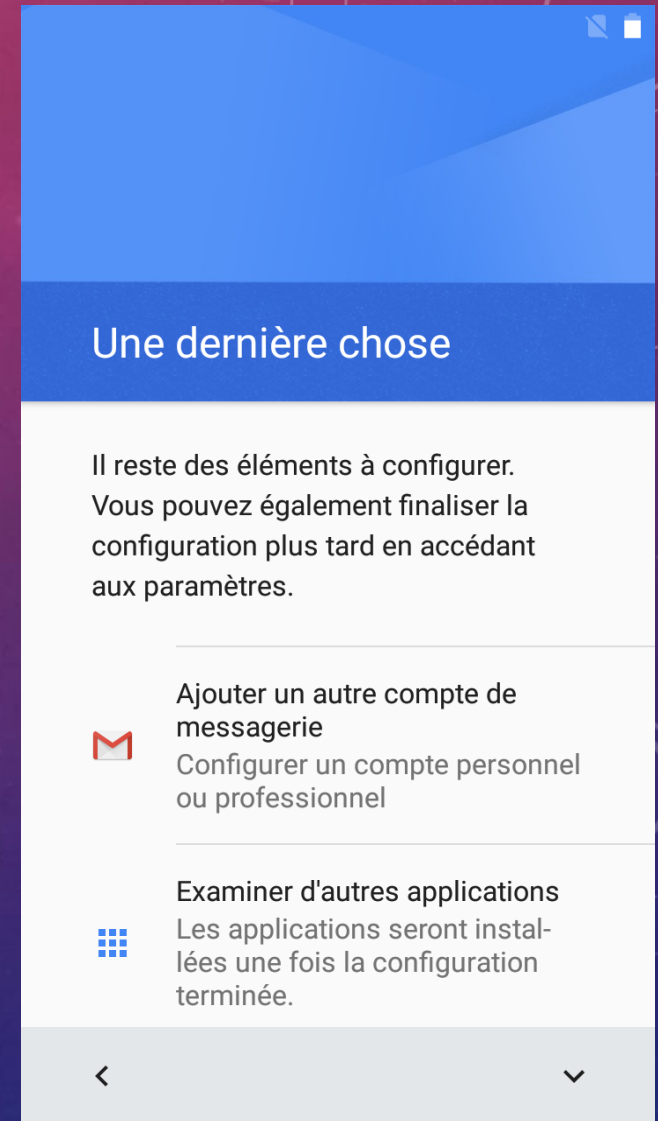 Une dernière chose
Il reste des éléments à configurer.
Vous pouvez également finaliser la
configuration plus tard en accédant
aux paramètres.
Ajouter un autre compte de
messagerie
Configurer un compte personnel
ou professionnel
Examiner d'autres applications
Les applications seront instal-
lées une fois la configuration
terminée.